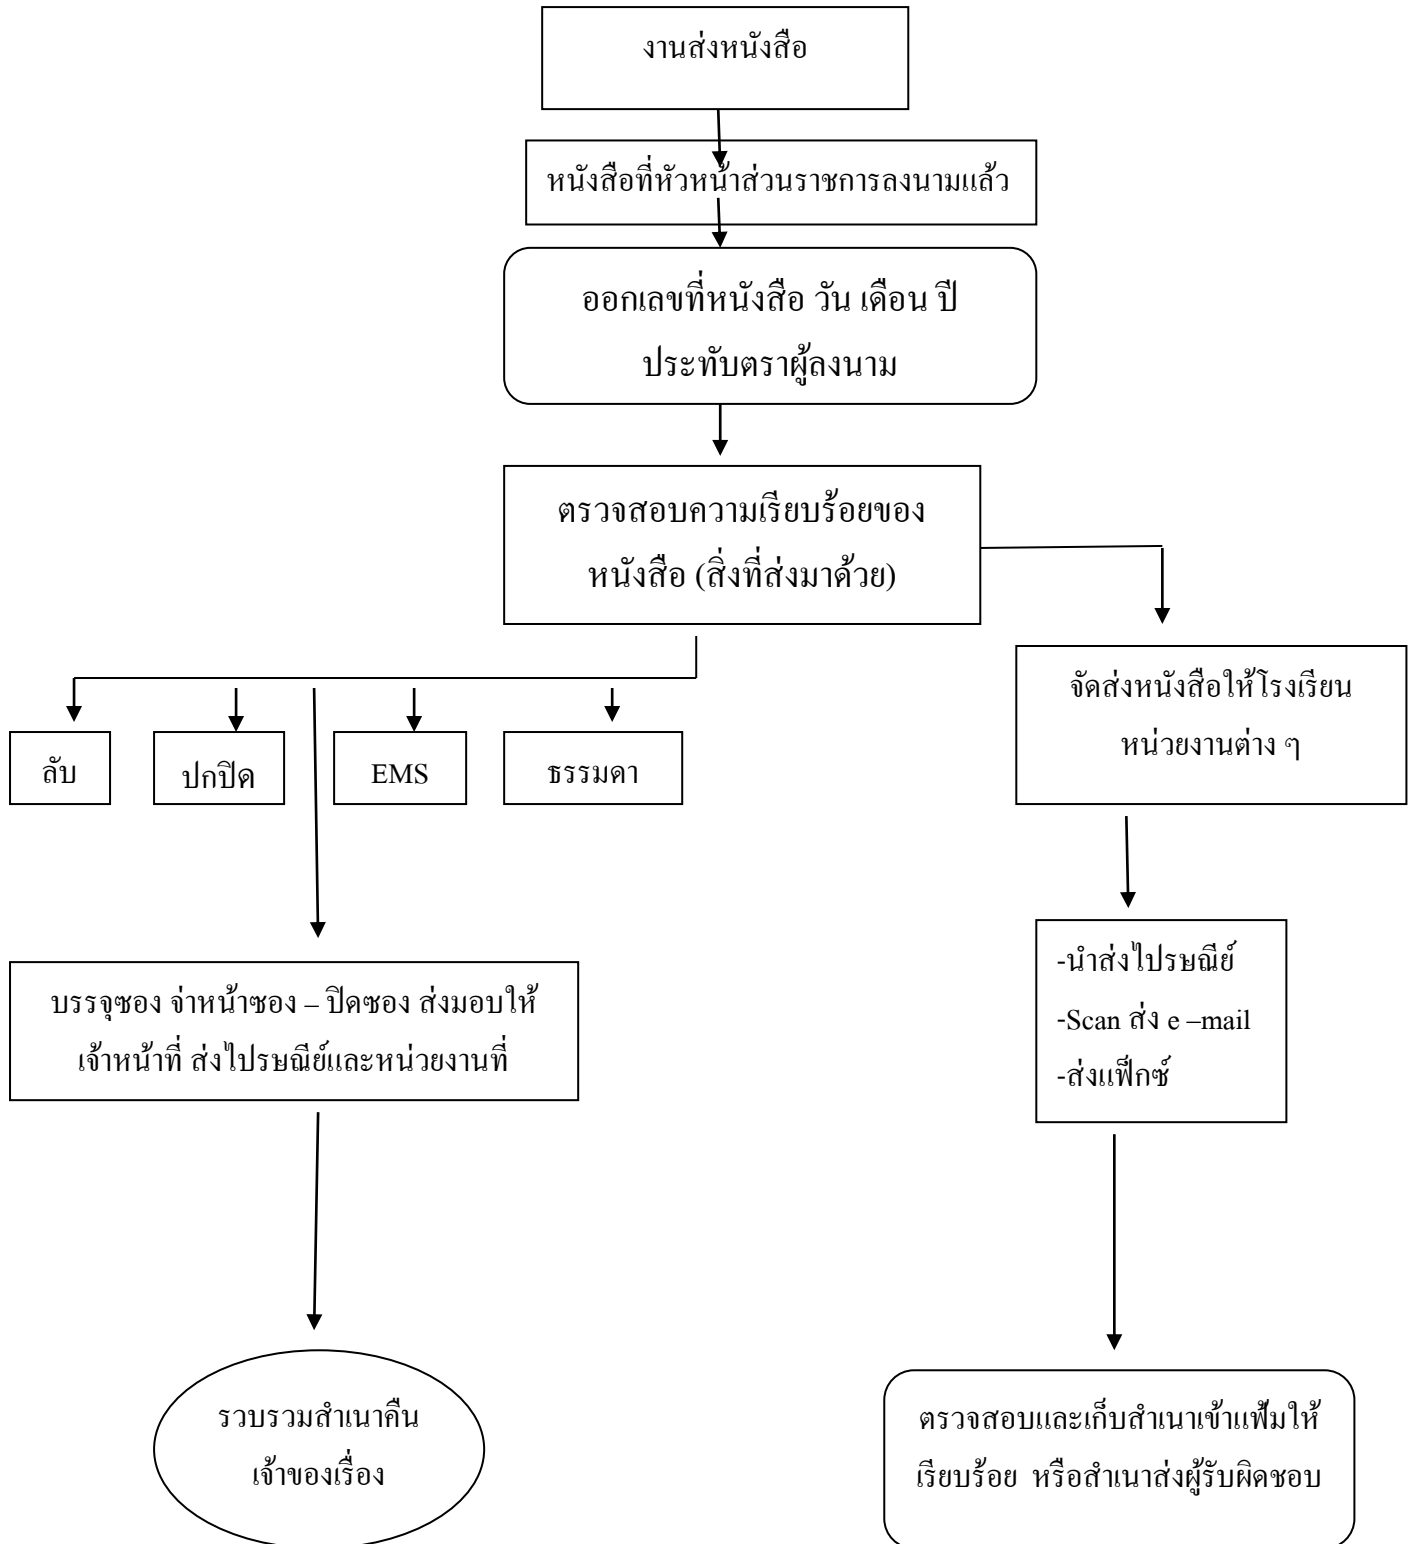 งานส่งหนังสือ
หนังสือที่หัวหน้าส่วนราชการลงนามแล้ว
ออกเลขที่หนังสือ วัน เดือน ปี
ประทับตราผู้ลงนาม
ตรวจสอบความเรียบร้อยของ
หนังสือ (สิ่งที่ส่งมาด้วย)
จัดส่งหนังสือให้โรงเรียน
หน่วยงานต่าง ๆ
ลับ
ปกปิด
EMS
ธรรมดา
-นำส่งไปรษณีย์
-Scan ส่ง e –mail
-ส่งแฟ็กซ์
บรรจุซอง จ่าหน้าซอง – ปิดซอง ส่งมอบให้
เจ้าหน้าที่ ส่งไปรษณีย์และหน่วยงานที่
รวบรวมสำเนาคืน
เจ้าของเรื่อง
ตรวจสอบและเก็บสำเนาเข้าแฟ้มให้
เรียบร้อย หรือสำเนาส่งผู้รับผิดชอบ